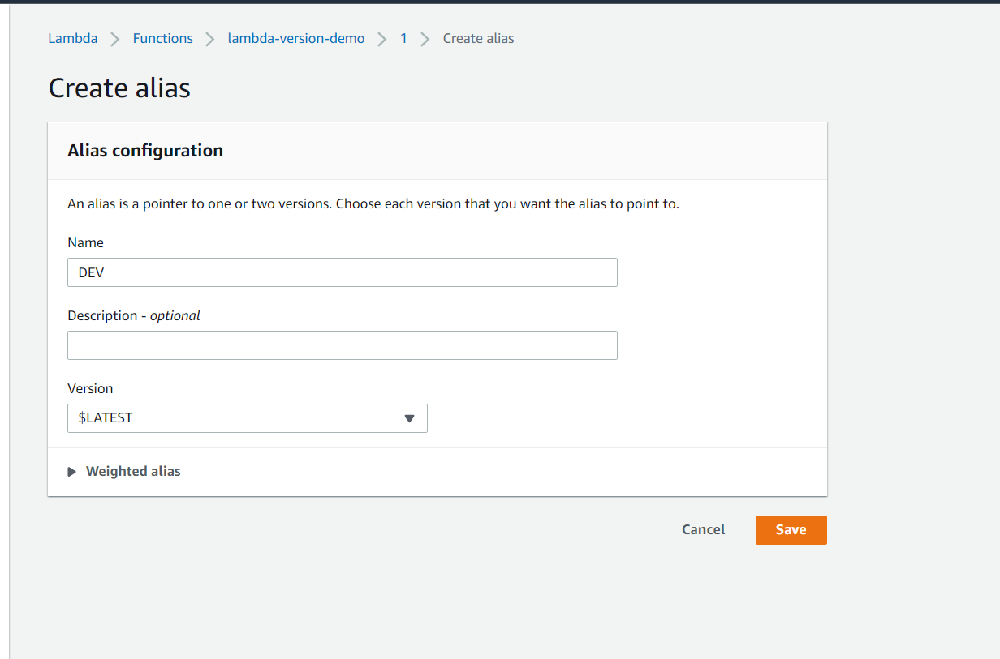 Lambda > Functions > lambda-version-demo > 1 > Create alias
Create alias
Alias configuration
An alias is a pointer to one or two versions. Choose each version that you want the alias to point to.
Name
DEV
Description - optional
Version
$LATEST
Weighted alias
Cancel Save